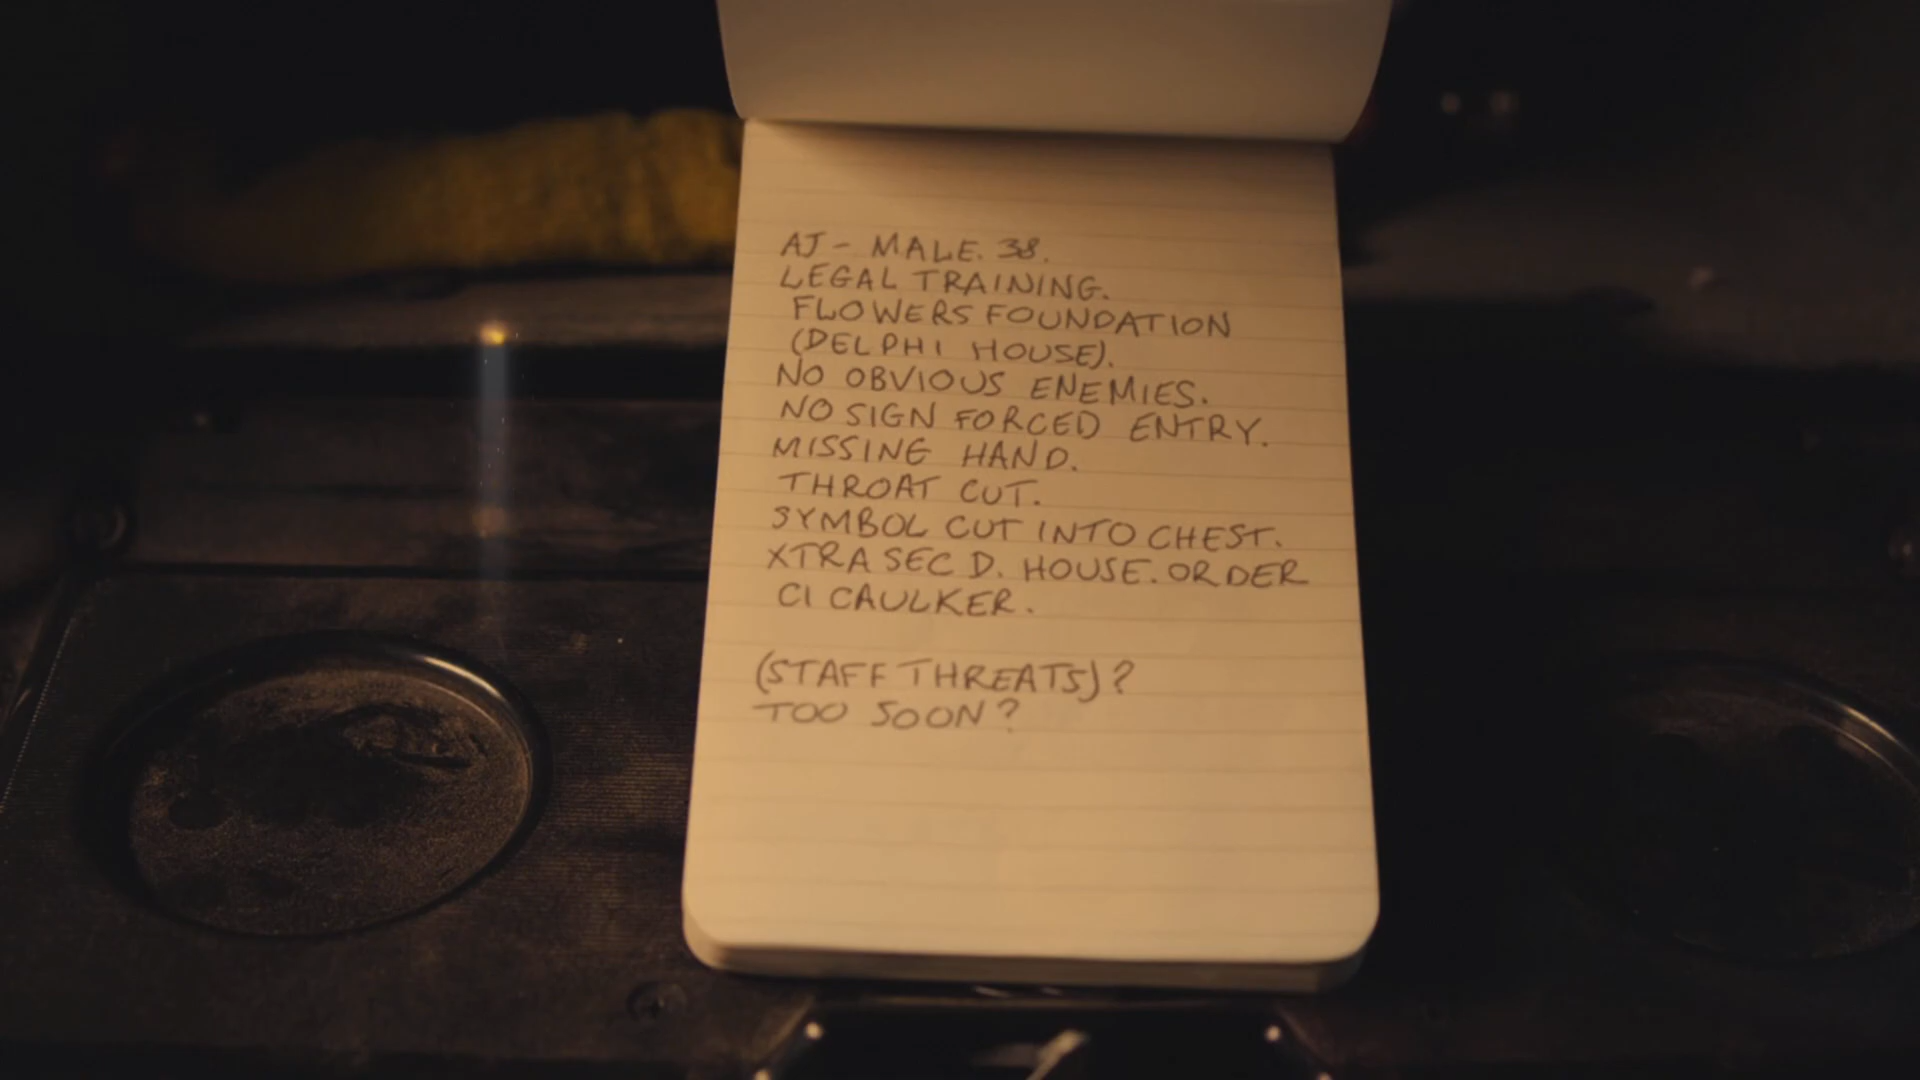 AJ - MALE. 38.
LEGAL TRAINING.
FLOWERS FOUNDATION
(DELPHI HOUSE).
NO OBVIOUS ENEMIES.
NO SIGN FORCED ENTRY.
MISSING HAND.
THROAT CUT.
SYMBOL CUT INTO CHEST.
XTRA SEC D. HOUSE. ORDER
CI CAULKER.
(STAFF THREATS)?
TOO SOON?